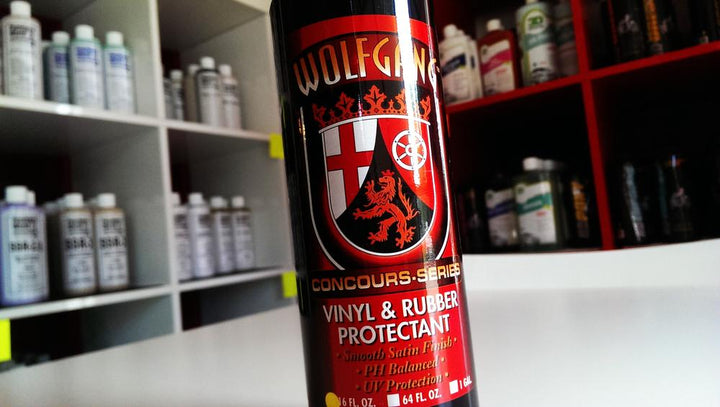 WOLFGANG
CONCOURS-SERIES
VINYL & RUBBER
PROTECTANT
• Smooth Satin Finish •
• PH Balanced •
• UV Protection •
16 FL. OZ. 64 FL. OZ. 1 GAL